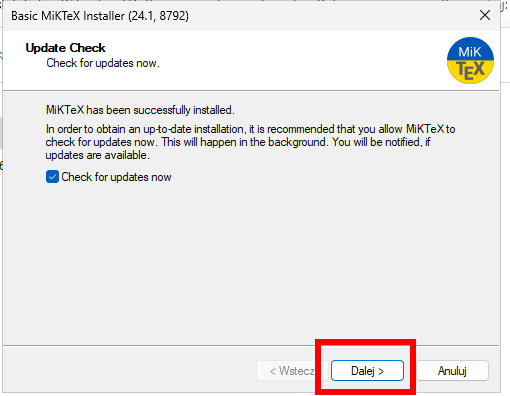 Basic MiKTeX Installer (24.1, 8792)
Update Check
Check for updates now.
MiK
TEX
MiKTeX has been successfully installed.
In order to obtain an up-to-date installation, it is recommended that you allow MiKTeX to
check for updates now. This will happen in the background. You will be notified, if
updates are available.
Check for updates now
< Wstecz
Dalej >
Anuluj